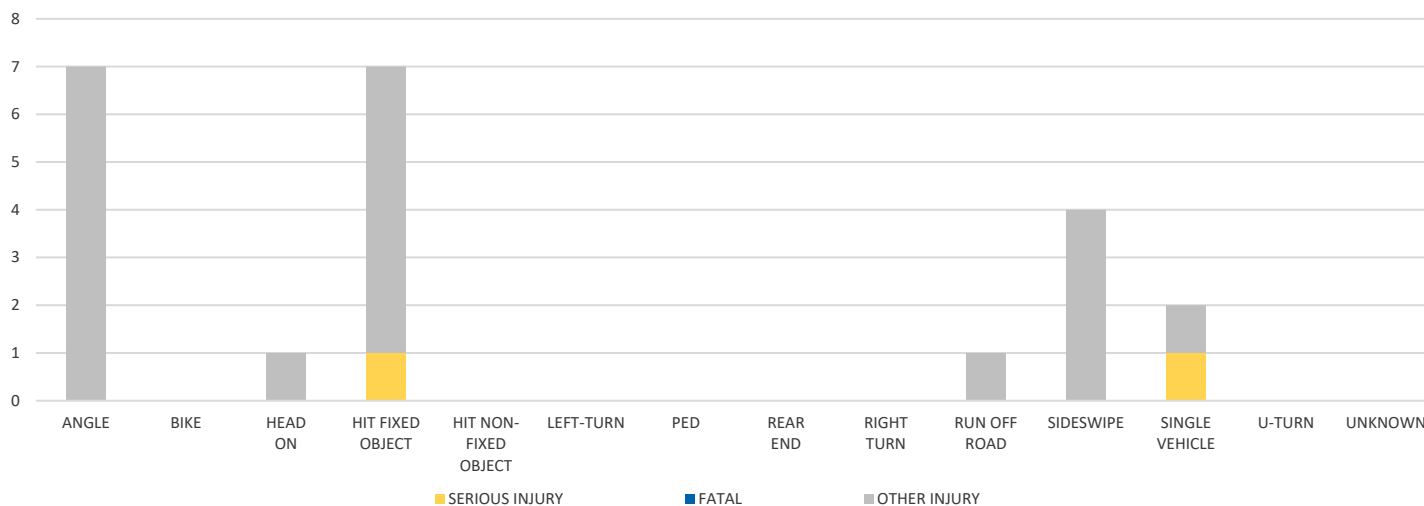 8
7
6
5
4
3
2
1
0
ANGLE
BIKE
HEAD
ON
HIT FIXED
OBJECT
HIT NON-
FIXED
OBJECT
LEFT-TURN
PED
REAR
END
RIGHT
TURN
RUN OFF
ROAD
SIDESWIPE
SINGLE
VEHICLE
U-TURN
UNKNOWN
SERIOUS INJURY
FATAL
OTHER INJURY